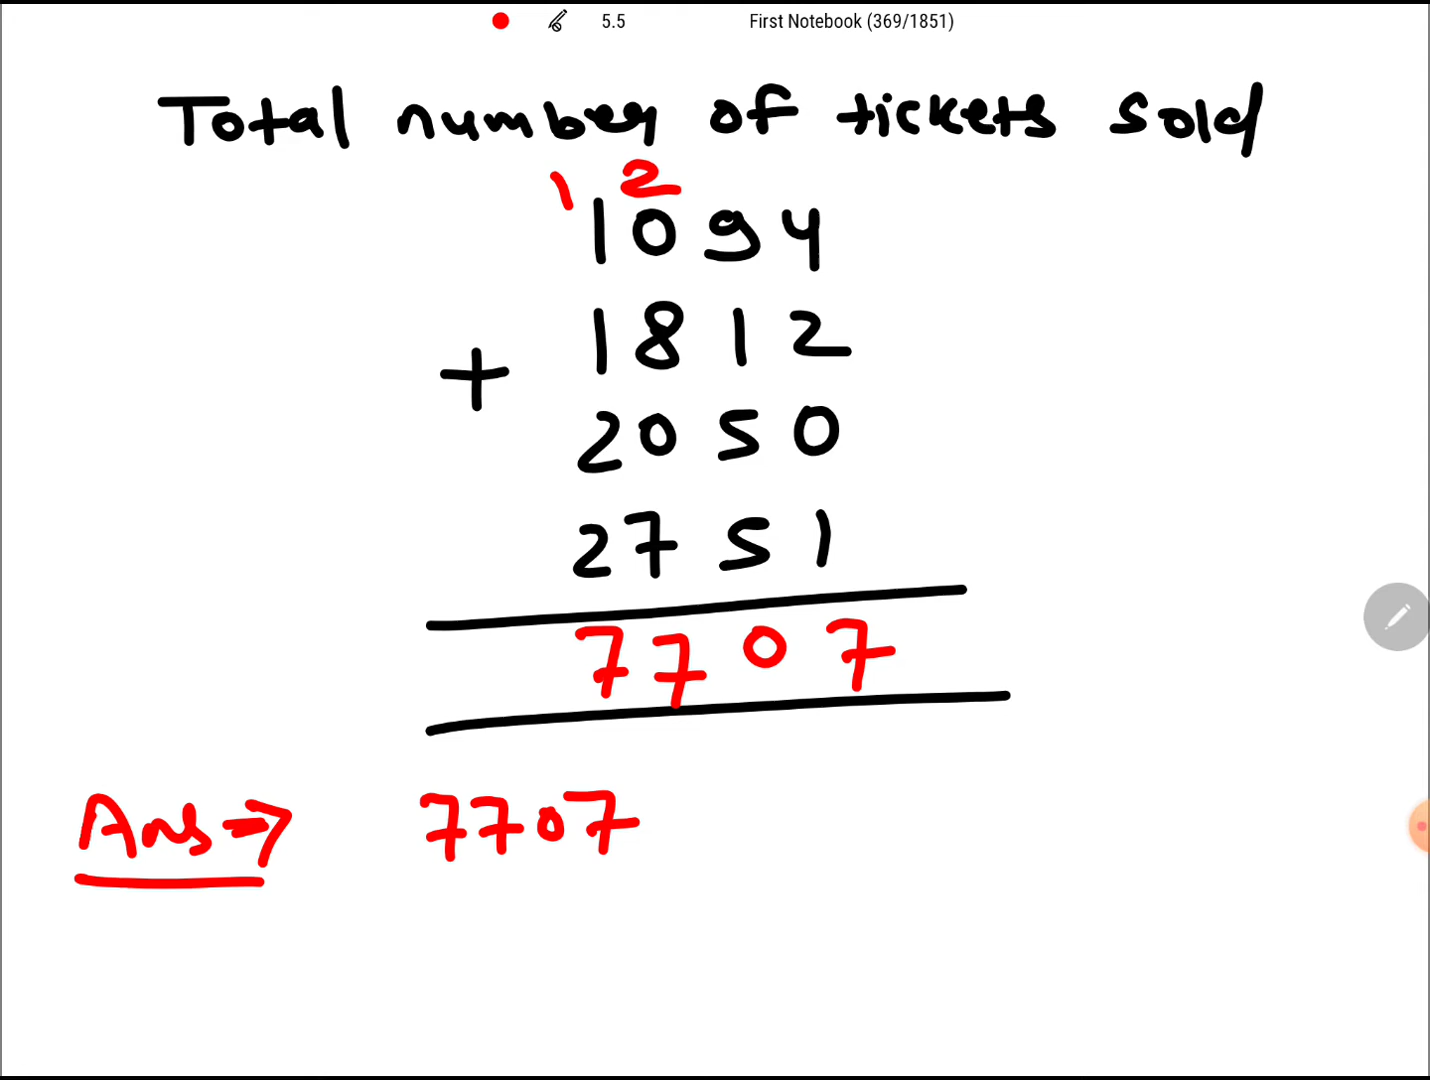 5.5 First Notebook (369/1851)
Total number of tickets sold
1 2
1094
1812
+
2050
2751
7707
Ans → 7707